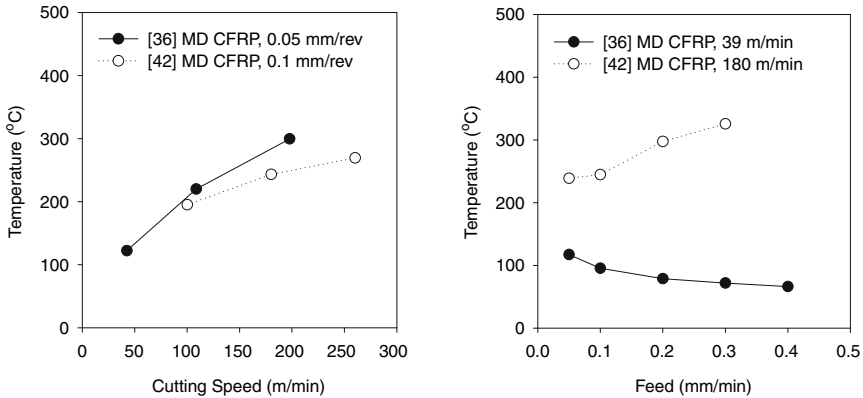 500
400
300
200
100
0
Temperature (°C)
[36] MD CFRP, 0.05 mm/rev
[42] MD CFRP, 0.1 mm/rev
0 50 100 150 200 250 300
Cutting Speed (m/min)
500
400
300
200
100
0
Temperature (°C)
[36] MD CFRP, 39 m/min
[42] MD CFRP, 180 m/min
0.0 0.1 0.2 0.3 0.4 0.5
Feed (mm/min)